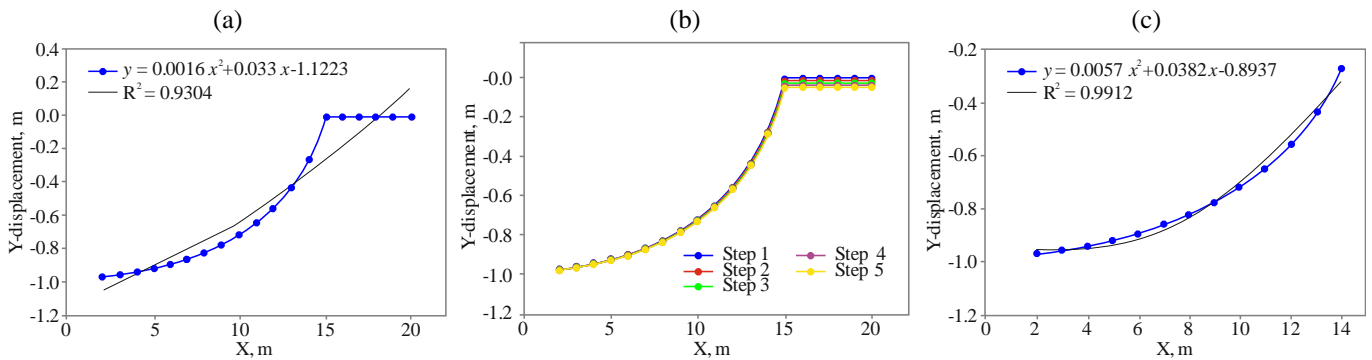 (a)
y = 0.0016 x²+0.033 x-1.1223
R² = 0.9304
0.4
0.2
0.0
-0.2
-0.4
-0.6
-0.8
-1.0
-1.2
Y-displacement, m
0
5
10
15
20
X, m
(b)
-0.0
-0.2
-0.4
-0.6
-0.8
-1.0
-1.2
Y-displacement, m
Step 1
Step 2
Step 3
Step 4
Step 5
0
5
10
15
20
X, m
(c)
y = 0.0057 x²+0.0382x-0.8937
R² = 0.9912
-0.2
-0.4
-0.6
-0.8
-1.0
-1.2
Y-displacement, m
0
2
4
6
8
10
12
14
X, m